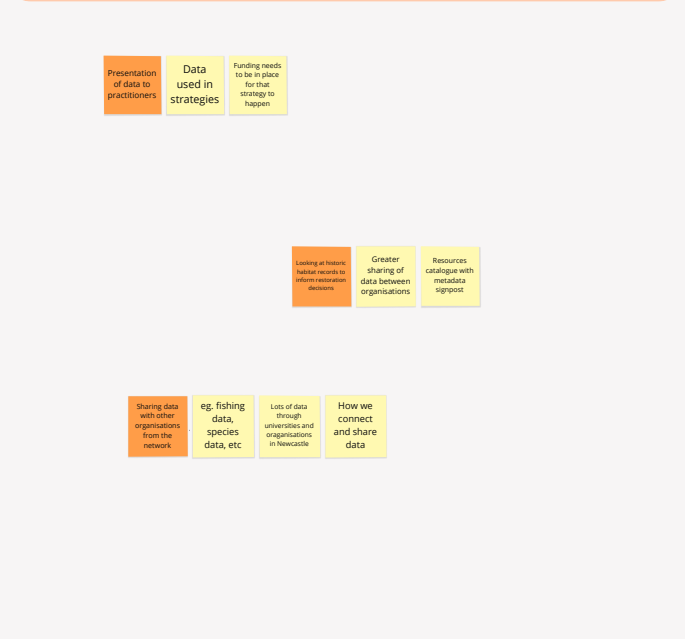 Presentation
of data to
practitioners
Data
used in
strategies
Funding needs
to be in place
for that
strategy to
happen
Looking at historic
habitat records to
inform restoration
decisions
Greater
sharing of
data between
organisations
Resources
catalogue with
metadata
signpost
Sharing data
with other
organisations
from the
network
eg. fishing
data,
species
data, etc
Lots of data
through
universities and
oraganisations
in Newcastle
How we
connect
and share
data